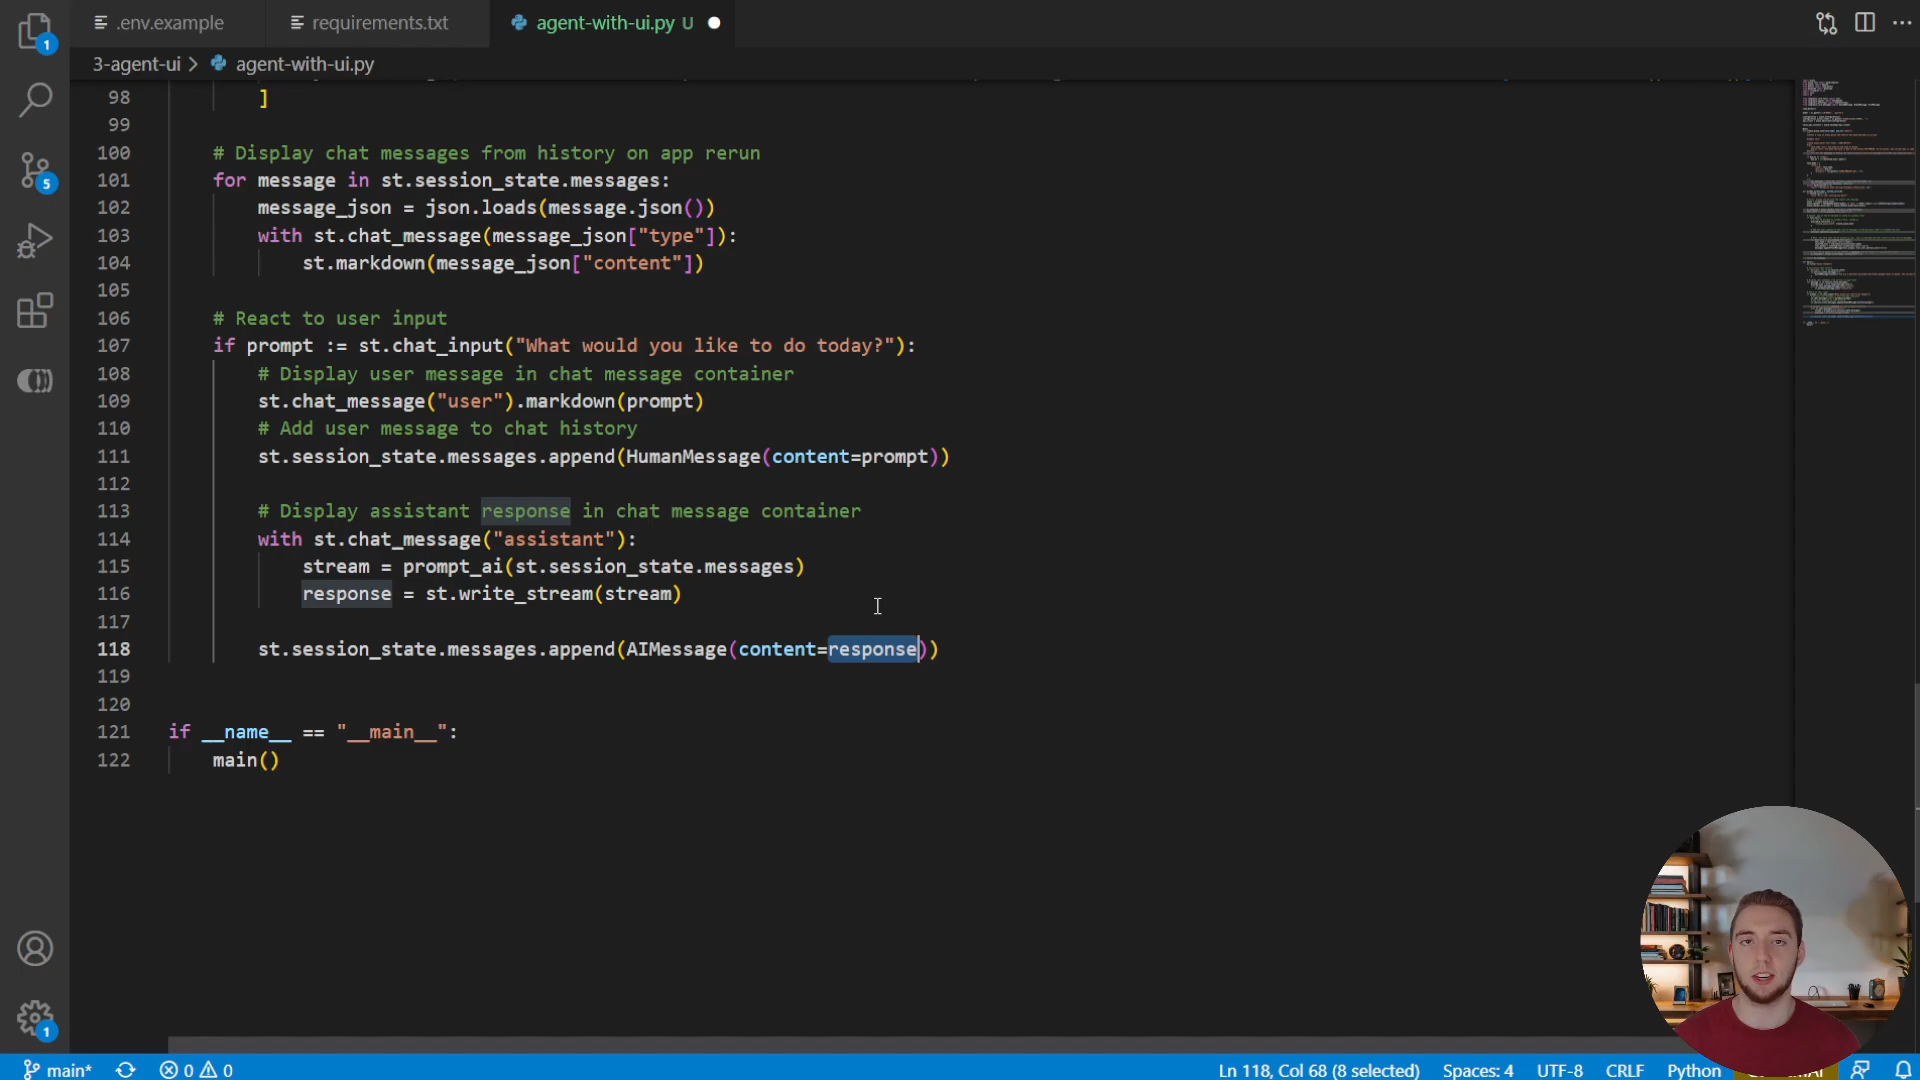 .env.example
requirements.txt
agent-with-ui.py U
3-agent-ui > agent-with-ui.py
98 ]
99
100 # Display chat messages from history on app rerun
101 for message in st.session_state.messages:
102 message_json = json.loads(message.json())
103 with st.chat_message(message_json["type"]):
104 st.markdown(message_json["content"])
105
106 # React to user input
107 if prompt := st.chat_input("What would you like to do today?"):
108 # Display user message in chat message container
109 st.chat_message("user").markdown(prompt)
110 # Add user message to chat history
111 st.session_state.messages.append(HumanMessage(content=prompt))
112
113 # Display assistant response in chat message container
114 with st.chat_message("assistant"):
115 stream = prompt_ai(st.session_state.messages)
116 response = st.write_stream(stream)
117
118 st.session_state.messages.append(AIMessage(content=response))
119
120
121 if __name__ == "__main__":
122 main()
1
5
1
main* 0 0 Ln 118, Col 68 (8 selected) Spaces: 4 UTF-8 CRLF Python